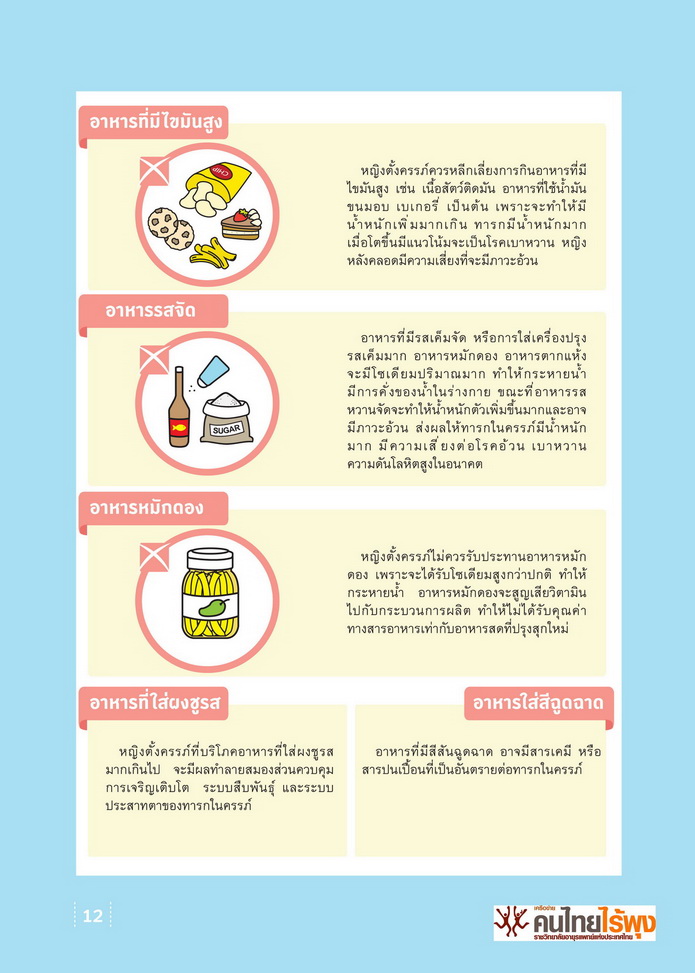 อาหารที่มีไขมันสูง
CHIP
หญิงตั้งครรภ์ควรหลีกเลี่ยงการกินอาหารที่มี
ไขมันสูง เช่น เนื้อสัตว์ติดมัน อาหารที่ใช้น้ำมัน
ขนมอบ เบเกอรี่ เป็นต้น เพราะจะทำให้มี
น้ำหนักเพิ่มมากเกิน ทารกมีน้ำหนักมาก
เมื่อโตขึ้นมีแนวโน้มจะเป็นโรคเบาหวาน หญิง
หลังคลอดมีความเสี่ยงที่จะมีภาวะอ้วน
อาหารรสจัด
SUGAR
อาหารที่มีรสเค็มจัด หรือการใส่เครื่องปรุง
รสเค็มมาก อาหารหมักดอง อาหารตากแห้ง
จะมีโซเดียมปริมาณมาก ทำให้กระหายน้ำ
มีการคั่งของน้ำในร่างกาย ขณะที่อาหารรส
หวานจัดจะทำให้น้ำหนักตัวเพิ่มขึ้นมากและอาจ
มีภาวะอ้วน ส่งผลให้ทารกในครรภ์มีน้ำหนัก
มาก มีความเสี่ยงต่อโรคอ้วน เบาหวาน
ความดันโลหิตสูงในอนาคต
อาหารหมักดอง
หญิงตั้งครรภ์ไม่ควรรับประทานอาหารหมัก
ดอง เพราะจะได้รับโซเดียมสูงกว่าปกติ ทำให้
กระหายน้ำ อาหารหมักดองจะสูญเสียวิตามิน
ไปกับกระบวนการผลิต ทำให้ไม่ได้รับคุณค่า
ทางสารอาหารเท่ากับอาหารสดที่ปรุงสุกใหม่
อาหารที่ใส่ผงชูรส
หญิงตั้งครรภ์ที่บริโภคอาหารที่ใส่ผงชูรส
มากเกินไป จะมีผลทำลายสมองส่วนควบคุม
การเจริญเติบโต ระบบสืบพันธุ์ และระบบ
ประสาทตาของทารกในครรภ์
อาหารใส่สีฉูดฉาด
อาหารที่มีสีสันฉูดฉาด อาจมีสารเคมี หรือ
สารปนเปื้อนที่เป็นอันตรายต่อทารกในครรภ์
12
เครือข่าย
คนไทยไร้พุง
ราชวิทยาลัยอายุรแพทย์แห่งประเทศไทย